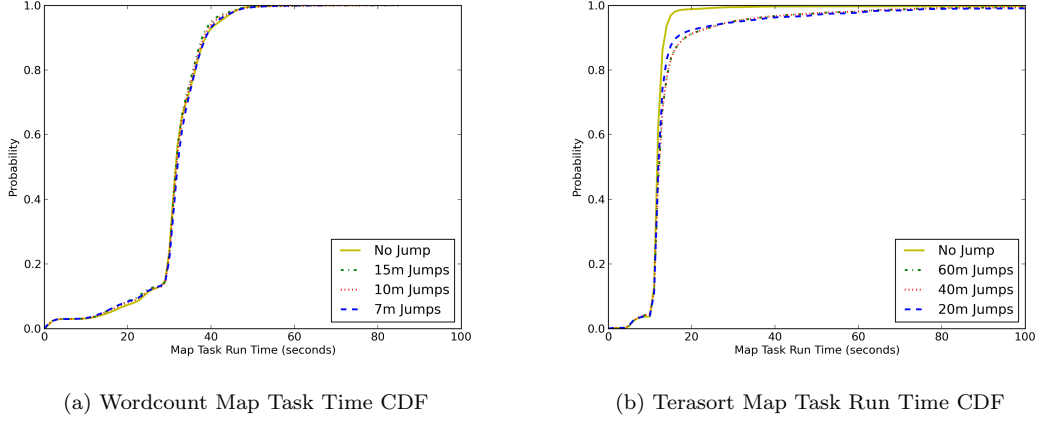 1.0
0.8
0.6
0.4
0.2
0.0
Probability
0
20
40
60
80
100
Map Task Run Time (seconds)
No Jump
15m Jumps
10m Jumps
7m Jumps
(a) Wordcount Map Task Time CDF
1.0
0.8
0.6
0.4
0.2
0.0
Probability
0
20
40
60
80
100
Map Task Run Time (seconds)
No Jump
60m Jumps
40m Jumps
20m Jumps
(b) Terasort Map Task Run Time CDF